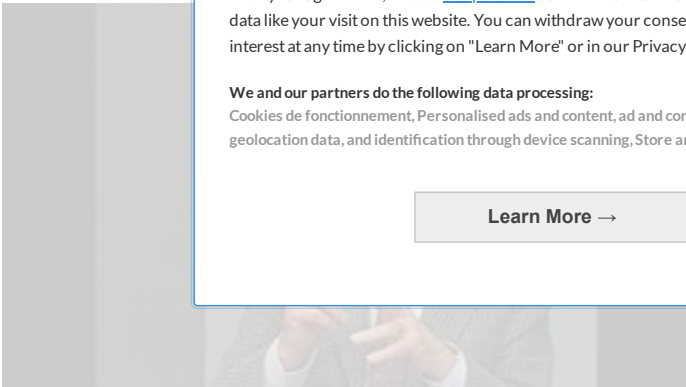 data like your visit on this website. You can withdraw your conse
interest at any time by clicking on "Learn More" or in our Privacy
We and our partners do the following data processing:
Cookies de fonctionnement, Personalised ads and content, ad and con
geolocation data, and identification through device scanning, Store a
Learn More →